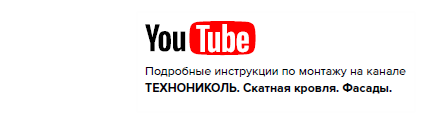 YouTube
Подробные инструкции по монтажу на канале
ТЕХНОНИКОЛЬ. Скатная кровля. Фасады.